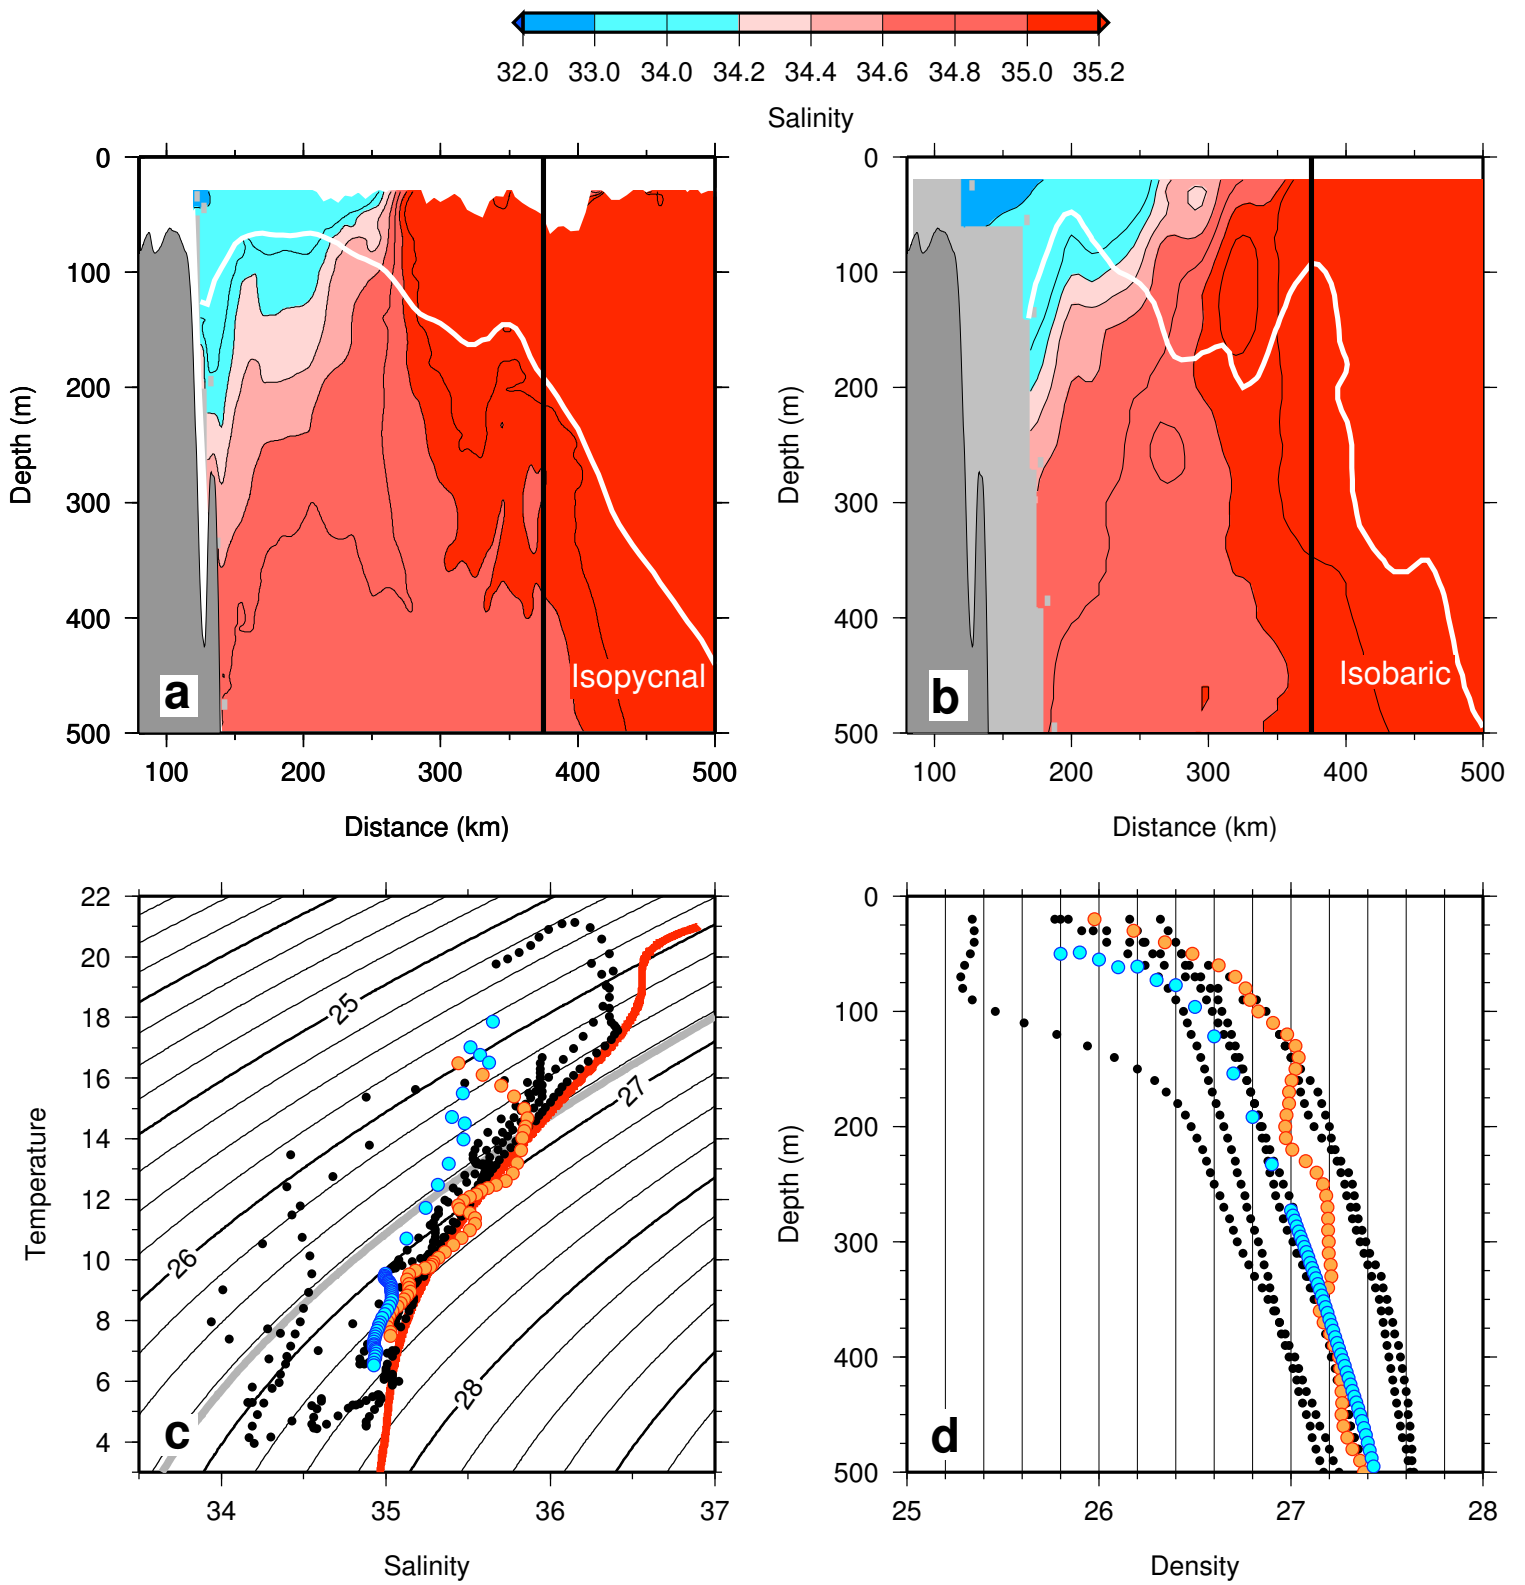 32.0 33.0 34.0 34.2 34.4 34.6 34.8 35.0 35.2
Salinity
0
100
200
300
400
500
Depth (m)
100 200 300 400 500
Distance (km)
a
Isopycnal
0
100
200
300
400
500
Depth (m)
100 200 300 400 500
Distance (km)
b
Isobaric
22
20
18
16
14
12
10
8
6
4
Temperature
25
26
27
28
c
34 35 36 37
Salinity
0
100
200
300
400
500
Depth (m)
d
25 26 27 28
Density